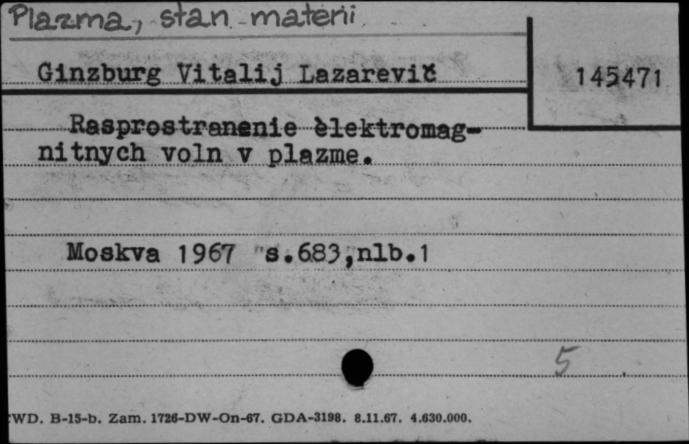 Plazma, stan materii
Ginzburg Vitalij Lazarevič
145471
Rasprostranenie èlektromag-
nitnych voln v plazme.
Moskva 1967 s.683,nlb.1
5
WD. B-15-b. Zam. 1726-DW-On-67. GDA-3198. 8.11.67. 4.630.000.